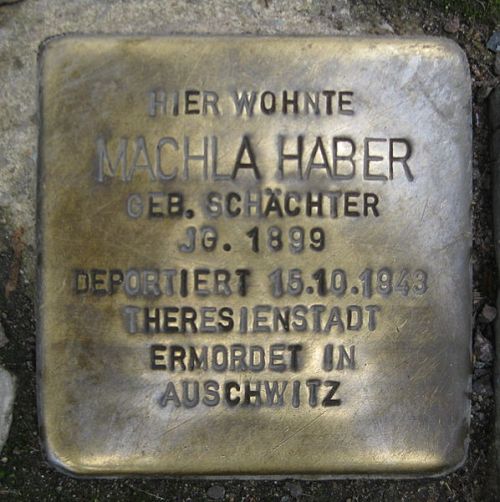 HIER WOHNTE
MACHLA HABER
GEB. SCHÄCHTER
JG. 1899
DEPORTIERT 15.10.1943
THERESIENSTADT
ERMORDET IN
AUSCHWITZ